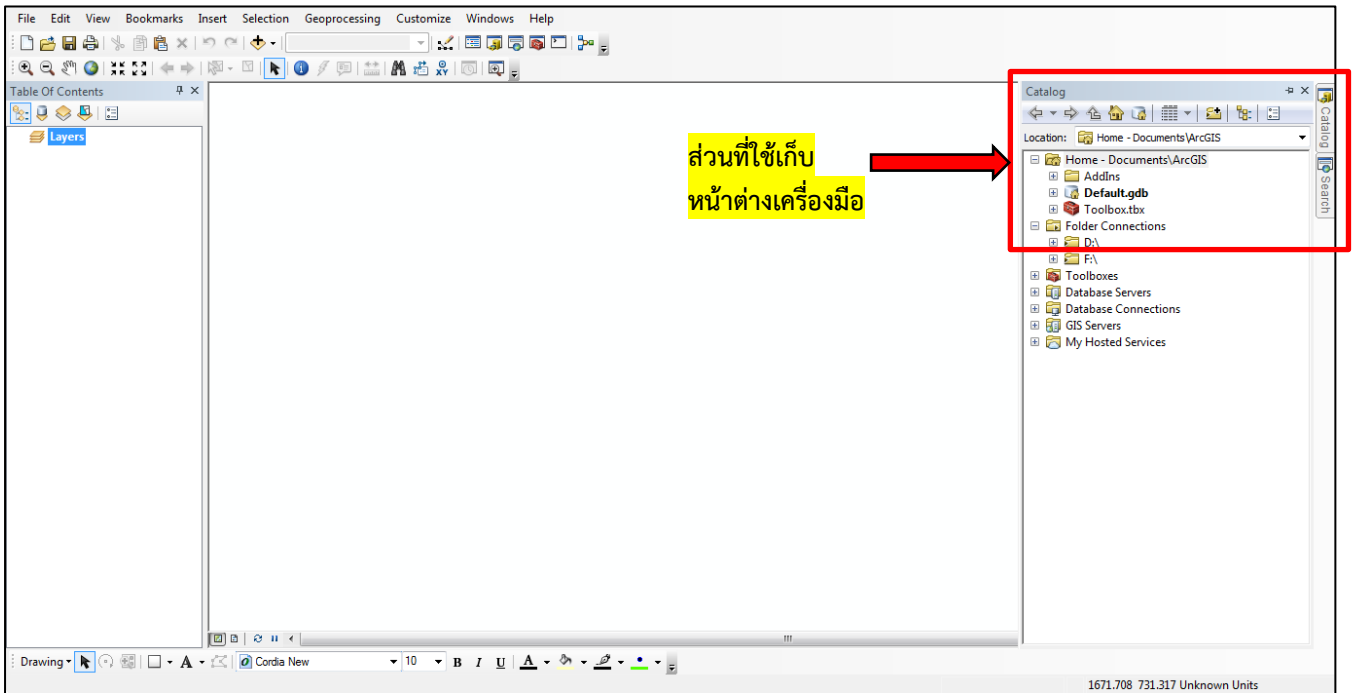 File Edit View Bookmarks Insert Selection Geoprocessing Customize Windows Help
Table Of Contents
Layers
ส่วนที่ใช้เก็บ
หน้าต่างเครื่องมือ
Catalog
Location: Home - Documents\ArcGIS
Home - Documents\ArcGIS
AddIns
Default.gdb
Toolbox.tbx
Folder Connections
D:\
F:\
Toolboxes
Database Servers
Database Connections
GIS Servers
My Hosted Services
Catalog
Search
Drawing A Cordia New 10 B I U A
1671.708 731.317 Unknown Units